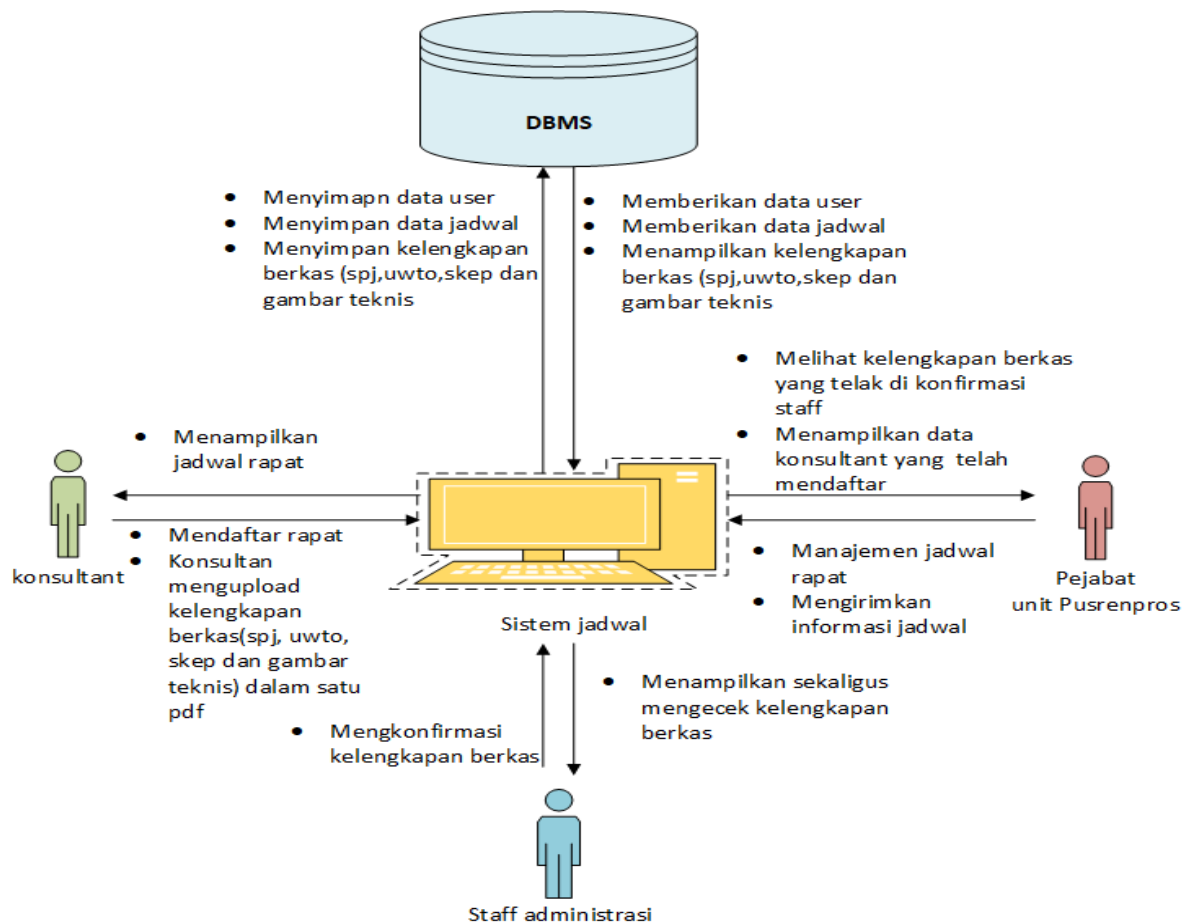 DBMS
• Menyimapn data user
• Menyimpan data jadwal
• Menyimpan kelengkapan
berkas (spj,uwto,skep dan
gambar teknis
• Memberikan data user
• Memberikan data jadwal
• Menampilkan kelengkapan
berkas (spj,uwto,skep dan
gambar teknis
• Menampilkan
jadwal rapat
• Melihat kelengkapan berkas
yang telak di konfirmasi
staff
• Menampilkan data
konsultant yang telah
mendaftar
konsultant
• Mendaftar rapat
• Konsultan
mengupload
kelengkapan
berkas(spj, uwto,
skep dan gambar
teknis) dalam satu
pdf
Sistem jadwal
• Manajemen jadwal
rapat
• Mengirimkan
informasi jadwal
Pejabat
unit Pusrenpros
• Mengkonfirmasi
kelengkapan berkas
• Menampilkan sekaligus
mengecek kelengkapan
berkas
Staff administrasi